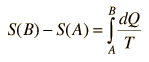 S(B) – S(A) = ∫_A^B dQ/T